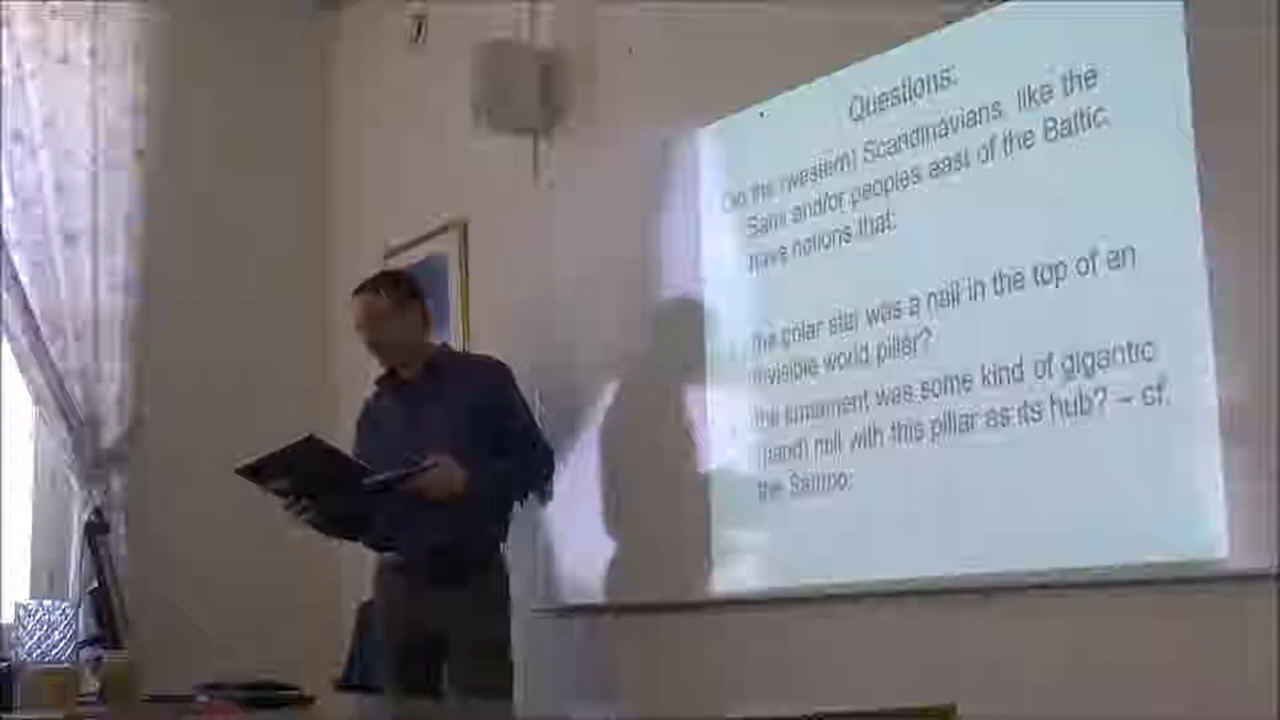 Questions:
Did the (western) Scandinavians, like the
Sami and/or peoples east of the Baltic,
have notions that:
the polar star was a nail in the top of an
invisible world pillar?
the firmament was some kind of gigantic
(hand) mill with this pillar as its hub? – cf.
the Sampo: